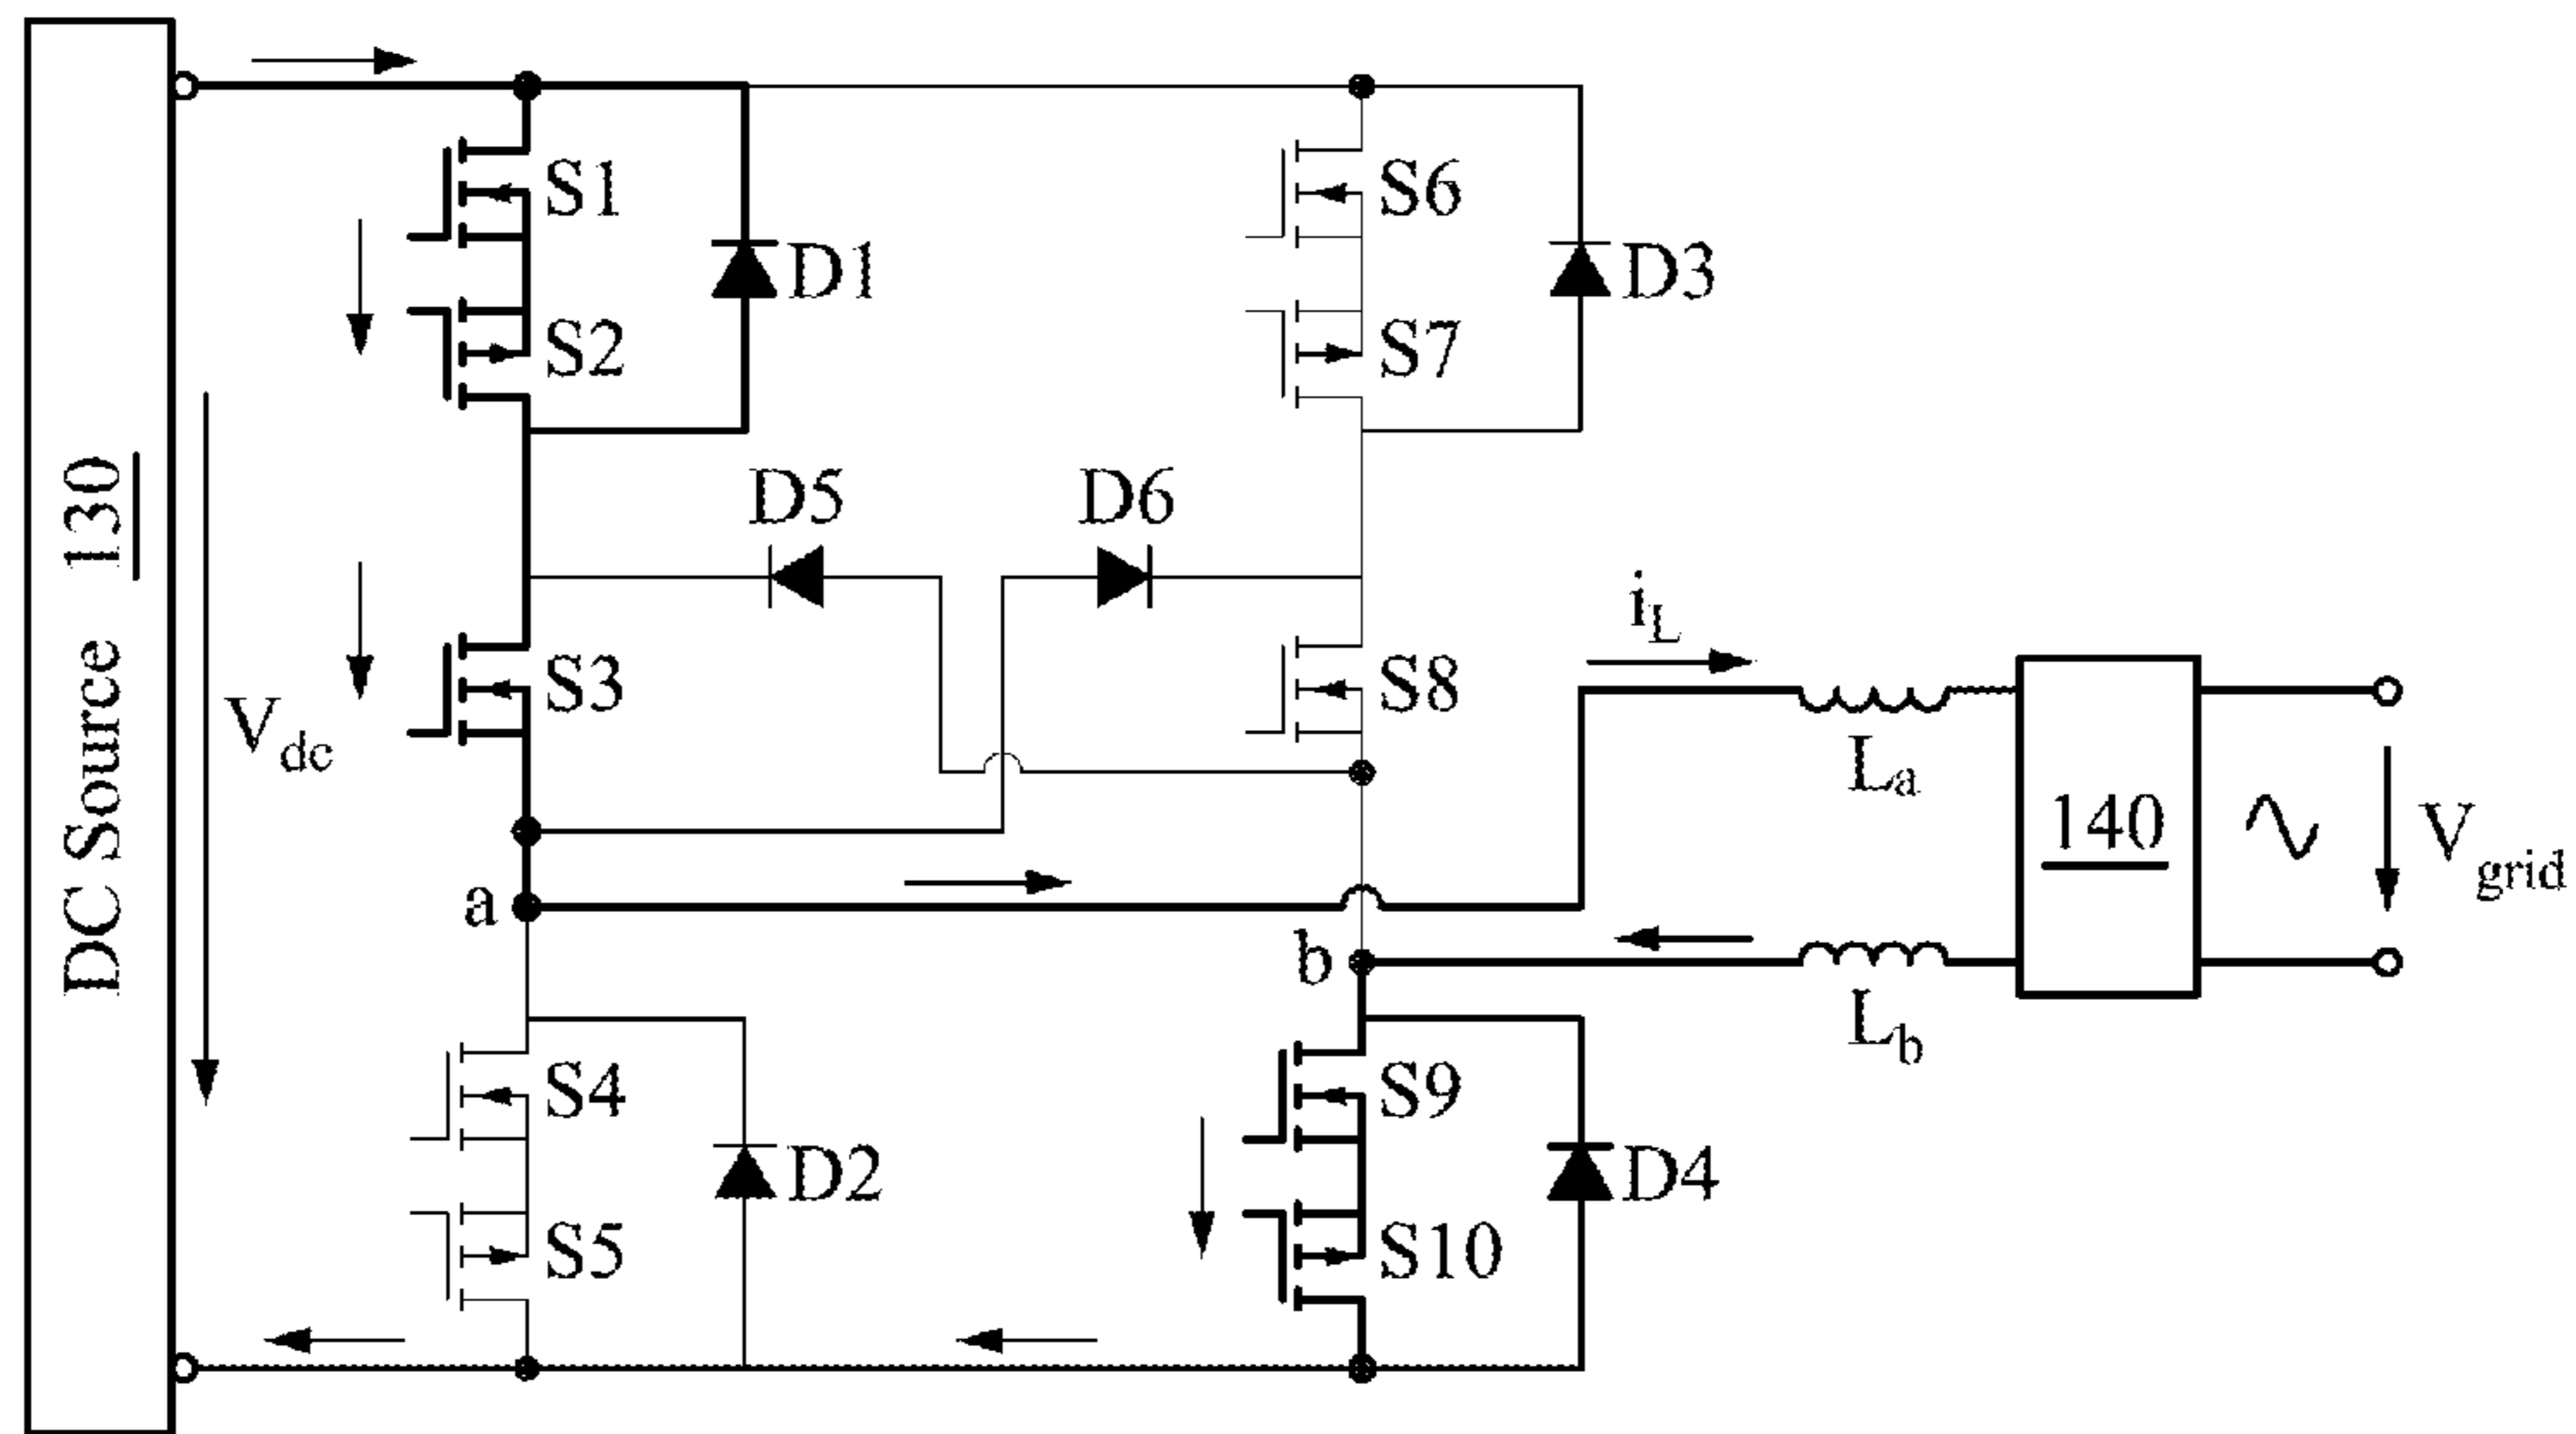 DC Source 130
S1
D1
S6
D3
S2
S7
D5
D6
iL
S3
S8
Vdc
La
140
Vgrid
a
b
Lb
S4
S9
D2
D4
S5
S10